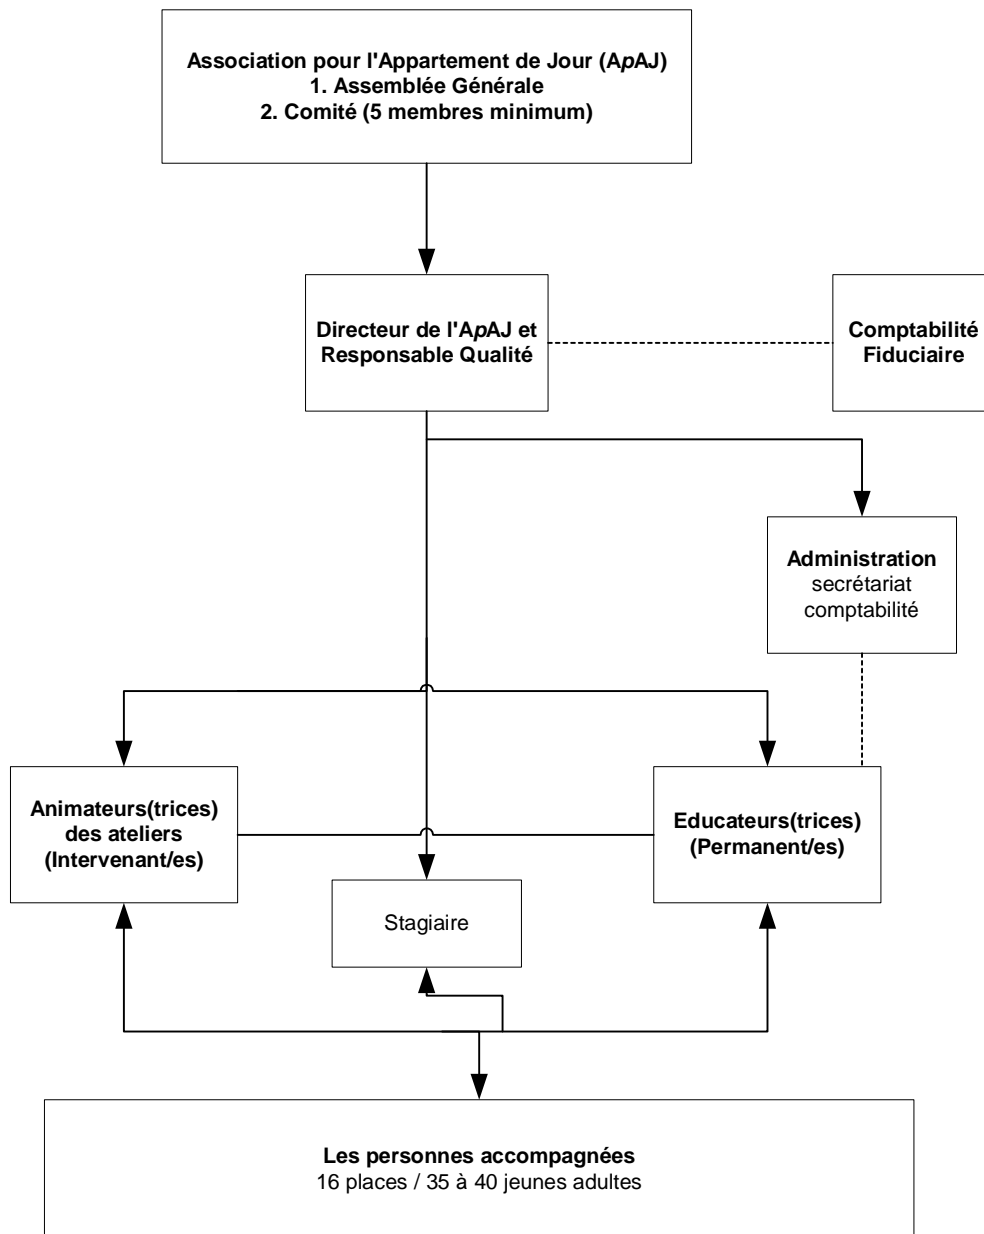 Association pour l'Appartement de Jour (ApAJ)
1. Assemblée Générale
2. Comité (5 membres minimum)
Directeur de l'ApAJ et
Responsable Qualité
Comptabilité
Fiduciaire
Administration
secrétariat
comptabilité
Animateurs(trices)
des ateliers
(Intervenant/es)
Educateurs(trices)
(Permanent/es)
Stagiaire
Les personnes accompagnées
16 places / 35 à 40 jeunes adultes